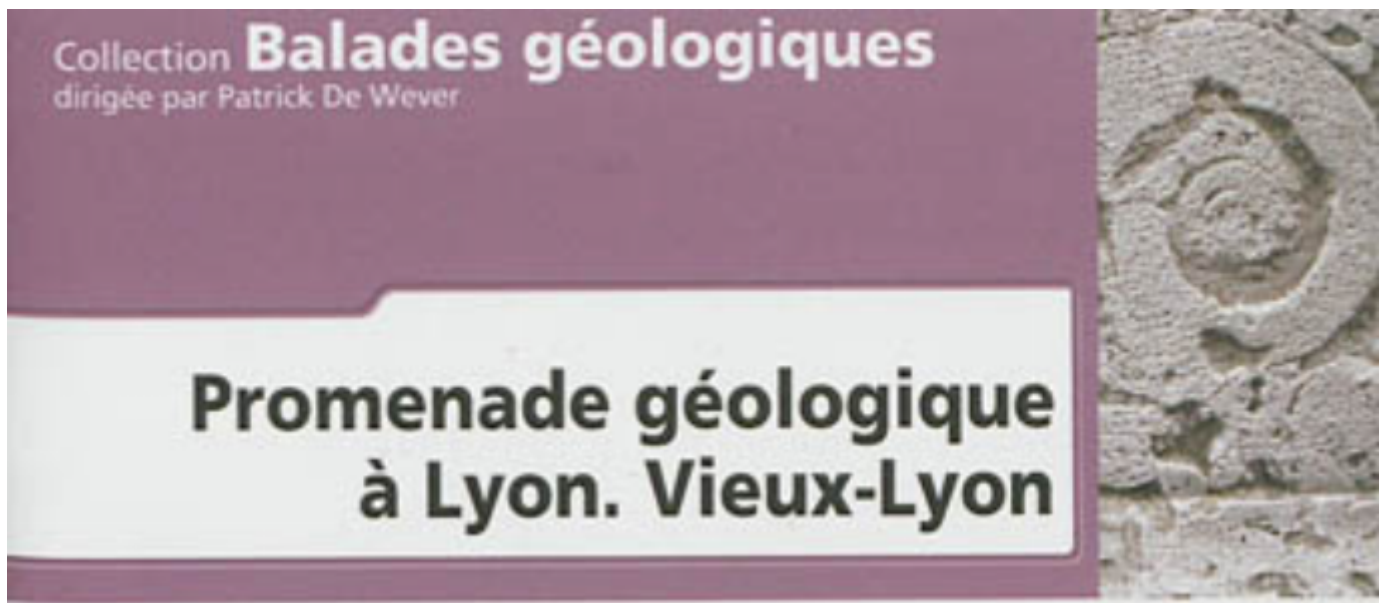 Collection Balades géologiques
dirigée par Patrick De Wever
Promenade géologique
à Lyon. Vieux-Lyon